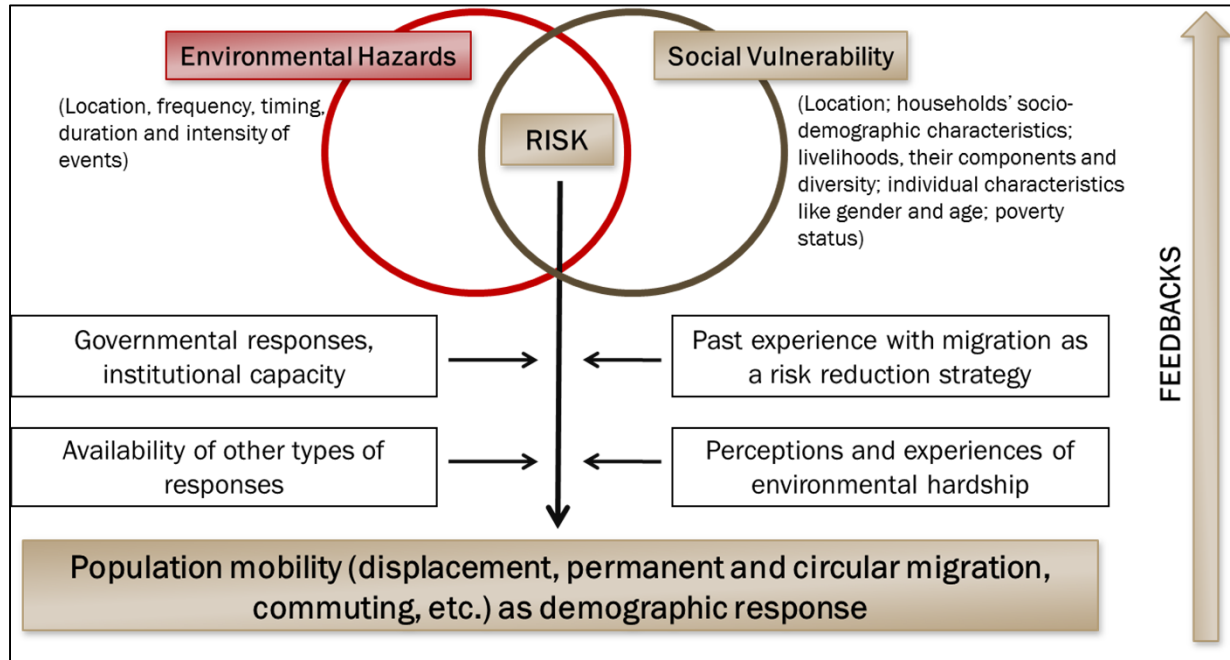 Environmental Hazards
Social Vulnerability
(Location, frequency, timing,
duration and intensity of
events)
RISK
(Location; households’ socio-
demographic characteristics;
livelihoods, their components and
diversity; individual characteristics
like gender and age; poverty
status)
Governmental responses,
institutional capacity
Past experience with migration as
a risk reduction strategy
Availability of other types of
responses
Perceptions and experiences of
environmental hardship
Population mobility (displacement, permanent and circular migration,
commuting, etc.) as demographic response
FEEDBACKS